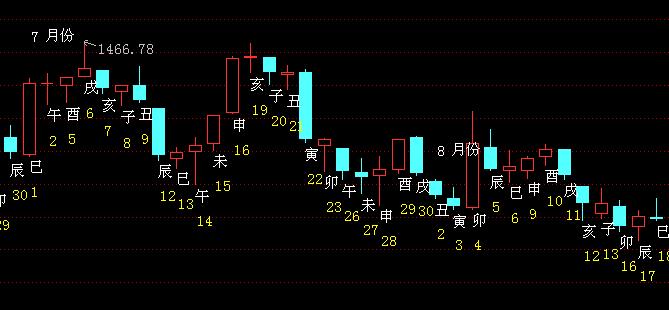 7 月份
1466.78
8 月份
29
辰
30
巳
1
午
2
酉
5
戌
6
亥
7
子
8
丑
9
辰
12
巳
13
午
14
未
15
申
16
亥
19
子
20
丑
21
寅
22
卯
23
午
26
未
27
申
28
酉
29
戌
30
丑
2
寅
3
卯
4
辰
5
巳
6
申
9
酉
10
戌
11
亥
12
子
13
卯
16
辰
17
巳
18